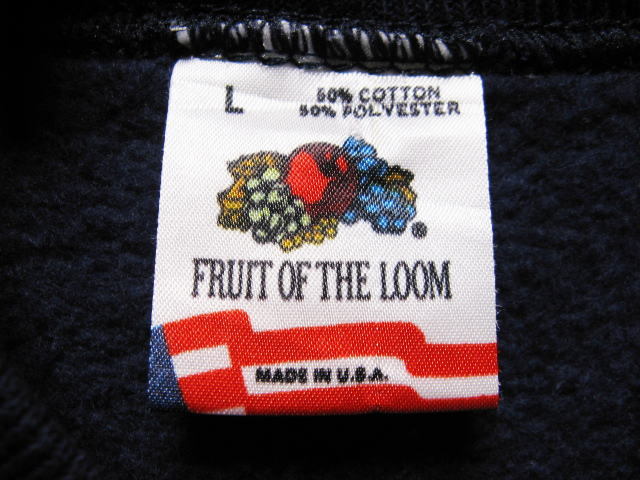 L
50% COTTON
50% POLYESTER
®
FRUIT OF THE LOOM
MADE IN U.S.A.